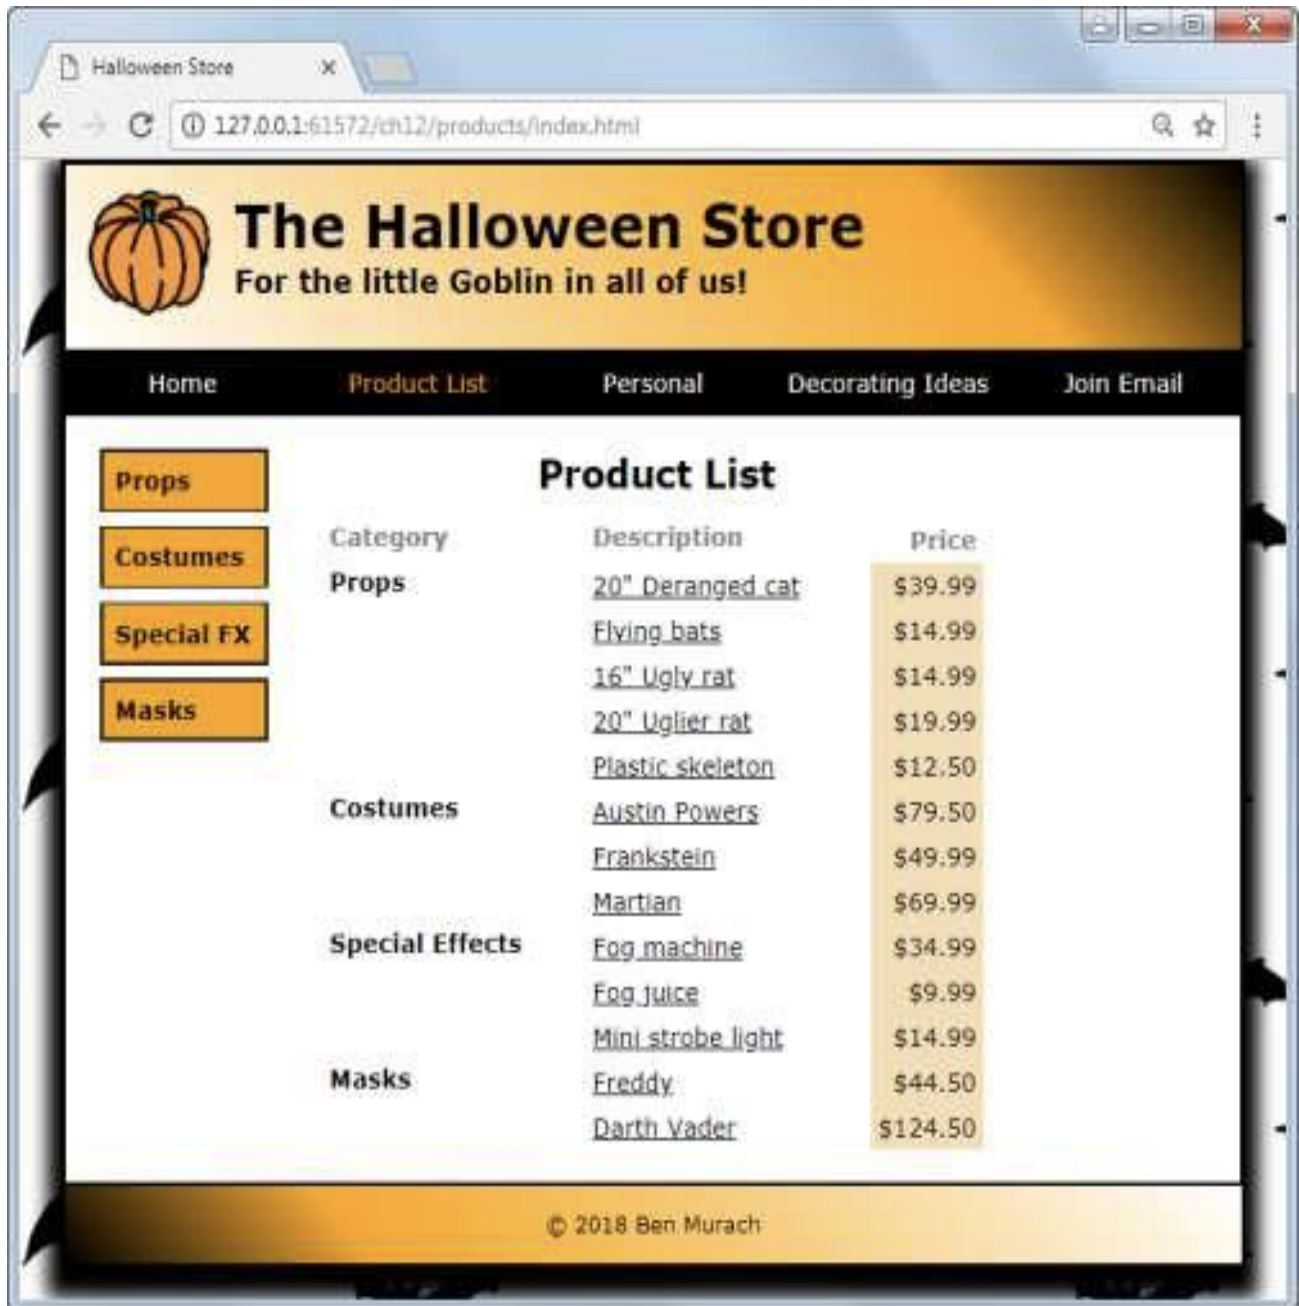 Halloween Store
127.0.0.1:61572/ch12/products/index.html
The Halloween Store
For the little Goblin in all of us!
Home Product List Personal Decorating Ideas Join Email
Props
Costumes
Special FX
Masks
Product List
Category Description Price
Props 20" Deranged cat $39.99
Flying bats $14.99
16" Ugly rat $14.99
20" Uglier rat $19.99
Plastic skeleton $12.50
Costumes Austin Powers $79.50
Frankstein $49.99
Martian $69.99
Special Effects Fog machine $34.99
Fog juice $9.99
Mini strobe light $14.99
Masks Freddy $44.50
Darth Vader $124.50
© 2018 Ben Murach